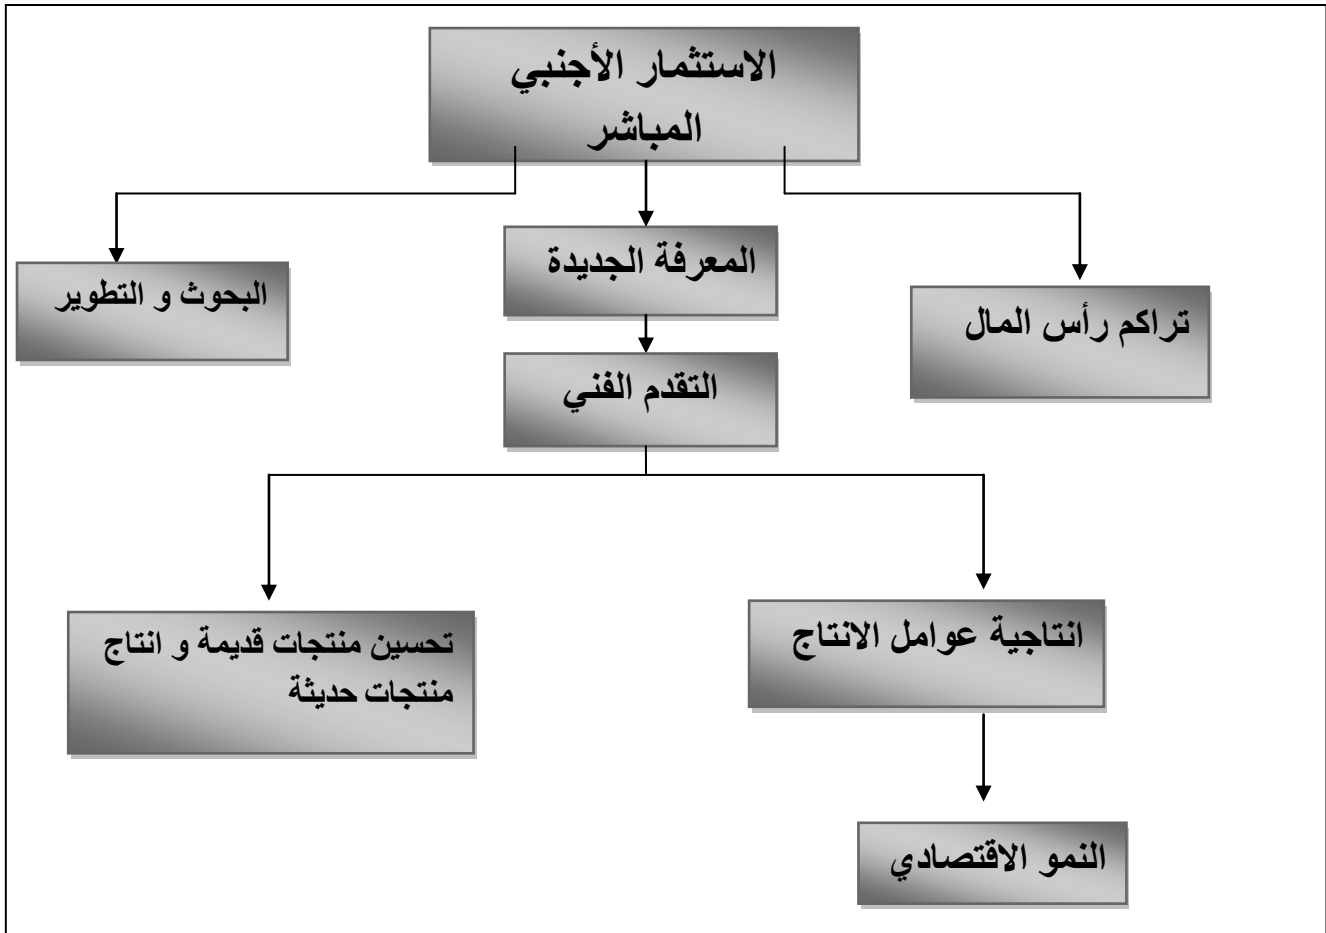 الاستثمار الأجنبي
المباشر
المعرفة الجديدة
البحوث و التطوير
تراكم رأس المال
التقدم الفني
انتاجية عوامل الانتاج
تحسين منتجات قديمة و انتاج
منتجات حديثة
النمو الاقتصادي